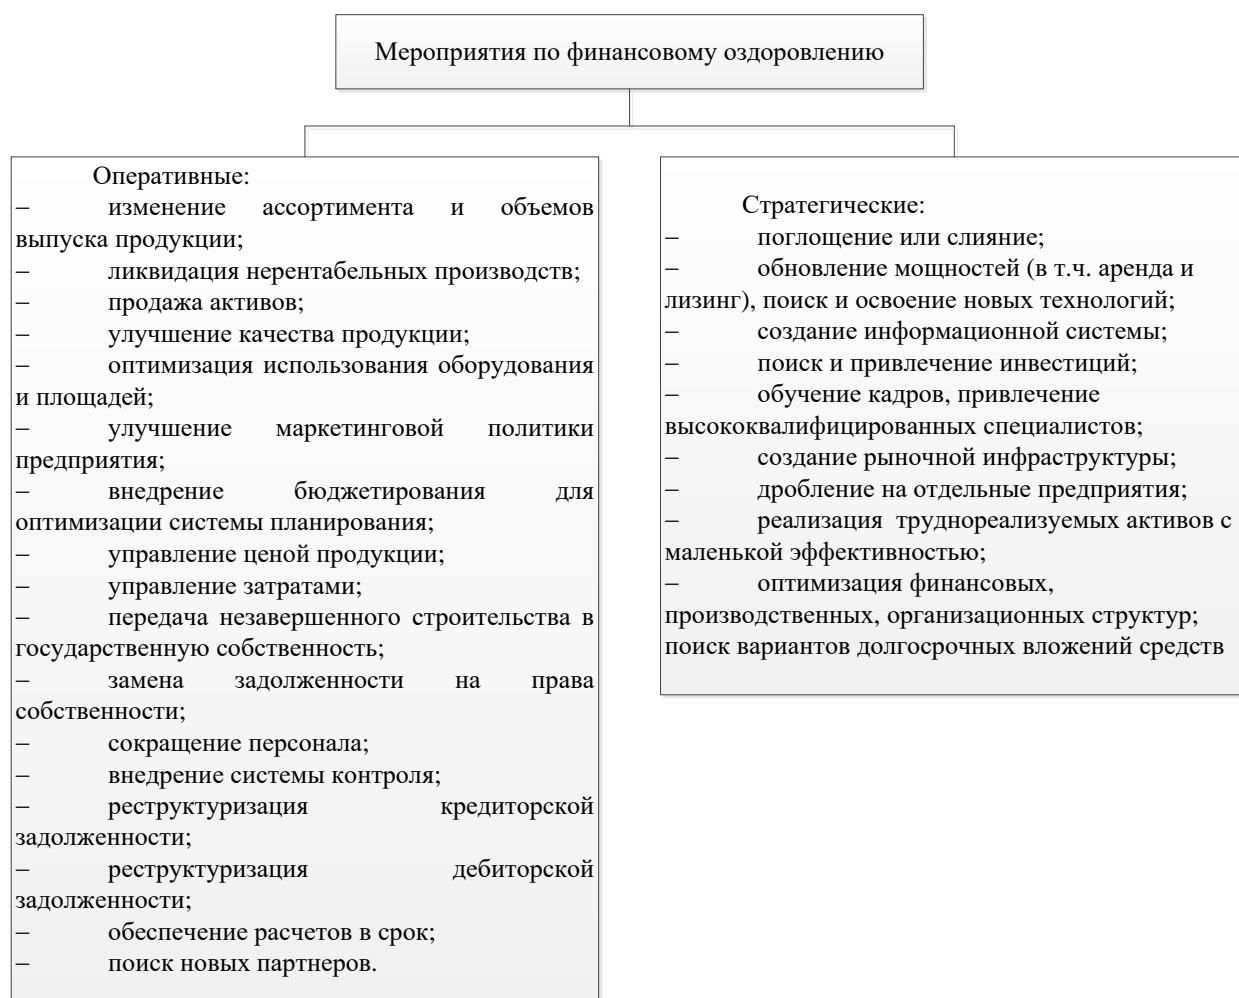 Мероприятия по финансовому оздоровлению
Оперативные:
– изменение ассортимента и объемов
выпуска продукции;
– ликвидация нерентабельных производств;
– продажа активов;
– улучшение качества продукции;
– оптимизация использования оборудования
и площадей;
– улучшение маркетинговой политики
предприятия;
– внедрение бюджетирования для
оптимизации системы планирования;
– управление ценой продукции;
– управление затратами;
– передача незавершенного строительства в
государственную собственность;
– замена задолженности на права
собственности;
– сокращение персонала;
– внедрение системы контроля;
– реструктуризация кредиторской
задолженности;
– реструктуризация дебиторской
задолженности;
– обеспечение расчетов в срок;
– поиск новых партнеров.
Стратегические:
– поглощение или слияние;
– обновление мощностей (в т.ч. аренда и
лизинг), поиск и освоение новых технологий;
– создание информационной системы;
– поиск и привлечение инвестиций;
– обучение кадров, привлечение
высококвалифицированных специалистов;
– создание рыночной инфраструктуры;
– дробление на отдельные предприятия;
– реализация труднореализуемых активов с
маленькой эффективностью;
– оптимизация финансовых,
производственных, организационных структур;
поиск вариантов долгосрочных вложений средств